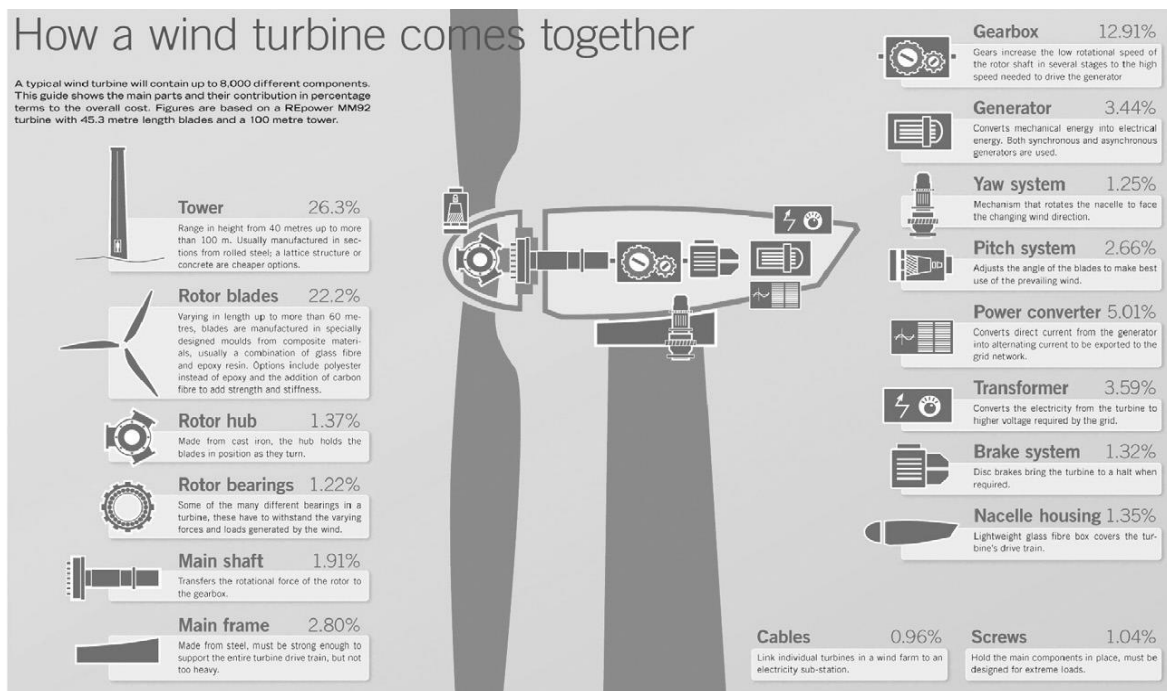 How a wind turbine comes together
A typical wind turbine will contain up to 8,000 different components.
This guide shows the main parts and their contribution in percentage
terms to the overall cost. Figures are based on a REpower MM92
turbine with 45.3 metre length blades and a 100 metre tower.
Tower 26.3%
Range in height from 40 metres up to more
than 100 m. Usually manufactured in sec-
tions from rolled steel; a lattice structure or
concrete are cheaper options.
Rotor blades 22.2%
Varying in length up to more than 60 me-
tres, blades are manufactured in specially
designed moulds from composite materi-
als, usually a combination of glass fibre
and epoxy resin. Options include polyester
instead of epoxy and the addition of carbon
fibre to add strength and stiffness.
Rotor hub 1.37%
Made from cast iron, the hub holds the
blades in position as they turn.
Rotor bearings 1.22%
Some of the many different bearings in a
turbine, these have to withstand the varying
forces and loads generated by the wind.
Main shaft 1.91%
Transfers the rotational force of the rotor to
the gearbox.
Main frame 2.80%
Made from steel, must be strong enough to
support the entire turbine drive train, but not
too heavy.
Gearbox 12.91%
Gears increase the low rotational speed of
the rotor shaft in several stages to the high
speed needed to drive the generator
Generator 3.44%
Converts mechanical energy into electrical
energy. Both synchronous and asynchronous
generators are used.
Yaw system 1.25%
Mechanism that rotates the nacelle to face
the changing wind direction.
Pitch system 2.66%
Adjusts the angle of the blades to make best
use of the prevailing wind.
Power converter 5.01%
Converts direct current from the generator
into alternating current to be exported to the
grid network.
Transformer 3.59%
Converts the electricity from the turbine to
higher voltage required by the grid.
Brake system 1.32%
Disc brakes bring the turbine to a halt when
required.
Nacelle housing 1.35%
Lightweight glass fibre box covers the tur-
bine's drive train.
Cables 0.96%
Link individual turbines in a wind farm to an
electricity sub-station.
Screws 1.04%
Hold the main components in place, must be
designed for extreme loads.